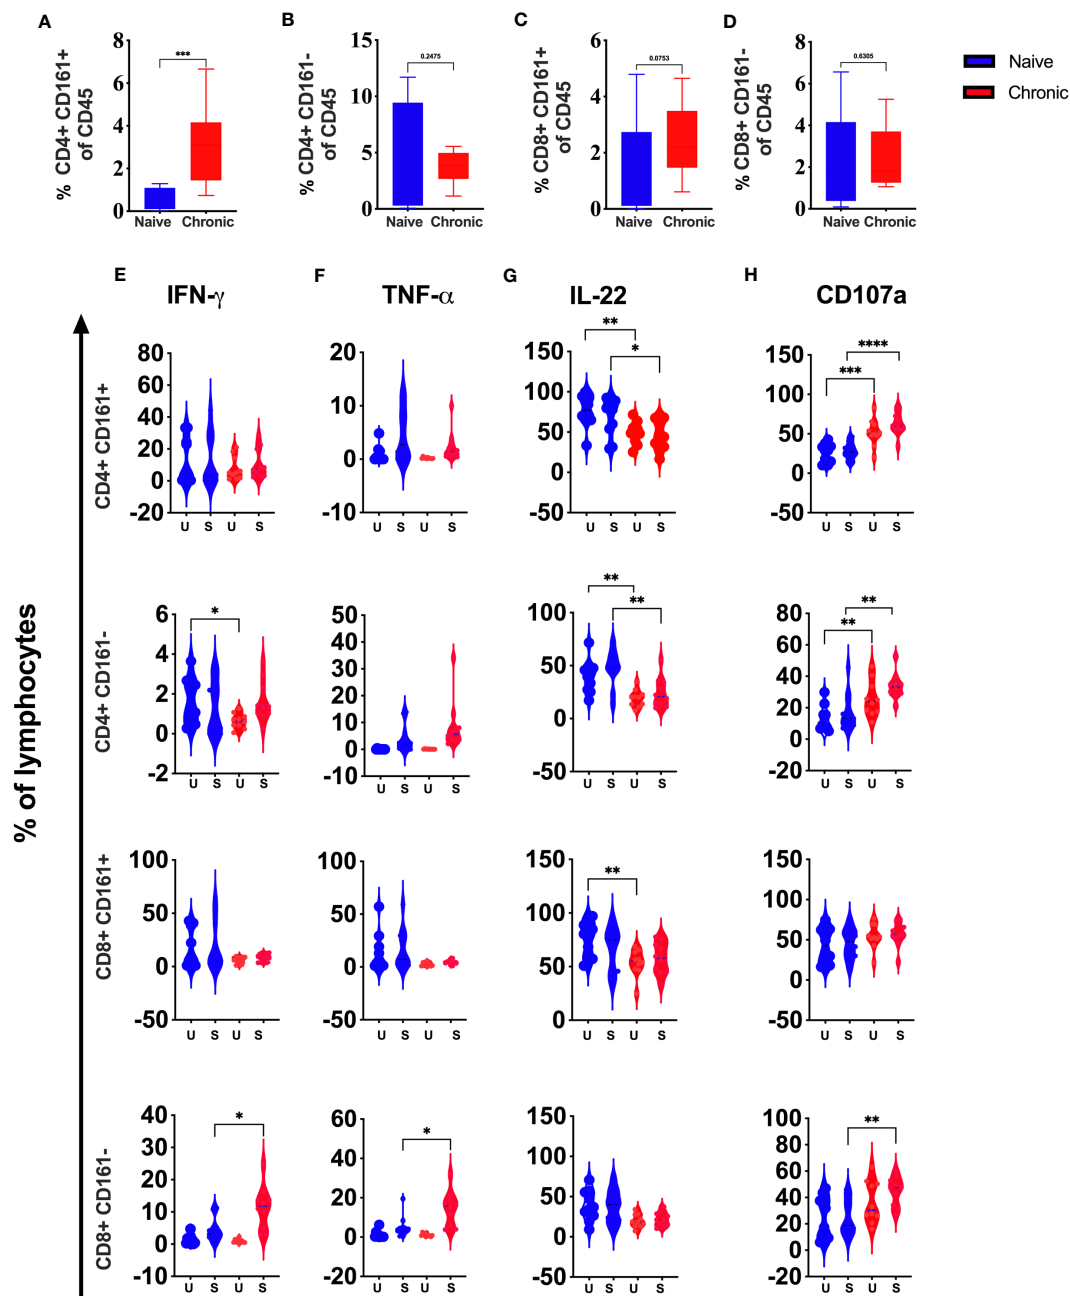 A
B
C
D
% CD4+ CD161+
of CD45
8
6
4
2
0
***
Naive Chronic
% CD4+ CD161-
of CD45
15
10
5
0
0.2475
Naive Chronic
% CD8+ CD161+
of CD45
6
4
2
0
0.0753
Naive Chronic
% CD8+ CD161-
of CD45
8
6
4
2
0
0.6305
Naive Chronic
Naive
Chronic
E
F
G
H
IFN-γ
TNF-α
IL-22
CD107a
% of lymphocytes
CD4+ CD161+
80
60
40
20
0
-20
U S U S
20
10
0
-10
U S U S
150
100
50
0
-50
**
*
U S U S
150
100
50
0
-50
****
***
U S U S
CD4+ CD161-
6
4
2
0
-2
*
U S U S
50
40
30
20
10
0
-10
U S U S
100
50
0
-50
**
**
U S U S
80
60
40
20
0
-20
**
**
U S U S
CD8+ CD161+
100
50
0
-50
U S U S
100
50
0
-50
U S U S
150
100
50
0
**
U S U S
150
100
50
0
-50
U S U S
CD8+ CD161-
40
30
20
10
0
-10
*
U S U S
60
40
20
0
-20
*
U S U S
150
100
50
0
-50
U S U S
100
80
60
40
20
0
-20
**
U S U S